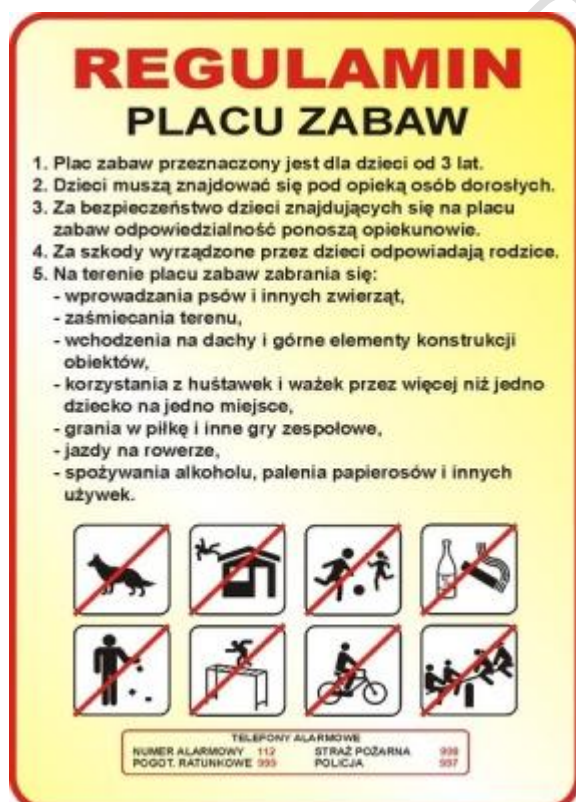 REGULAMIN
PLACU ZABAW
1. Plac zabaw przeznaczony jest dla dzieci od 3 lat.
2. Dzieci muszą znajdować się pod opieką osób dorosłych.
3. Za bezpieczeństwo dzieci znajdujących się na placu
zabaw odpowiedzialność ponoszą opiekunowie.
4. Za szkody wyrządzone przez dzieci odpowiadają rodzice.
5. Na terenie placu zabaw zabrania się:
- wprowadzania psów i innych zwierząt,
- zaśmiecania terenu,
- wchodzenia na dachy i górne elementy konstrukcji
obiektów,
- korzystania z huśtawek i ważek przez więcej niż jedno
dziecko na jedno miejsce,
- grania w piłkę i inne gry zespołowe,
- jazdy na rowerze,
- spożywania alkoholu, palenia papierosów i innych
używek.
TELEFONY ALARMOWE
NUMER ALARMOWY 112 STRAŻ POŻARNA 998
POGOT. RATUNKOWE 999 POLICJA 997